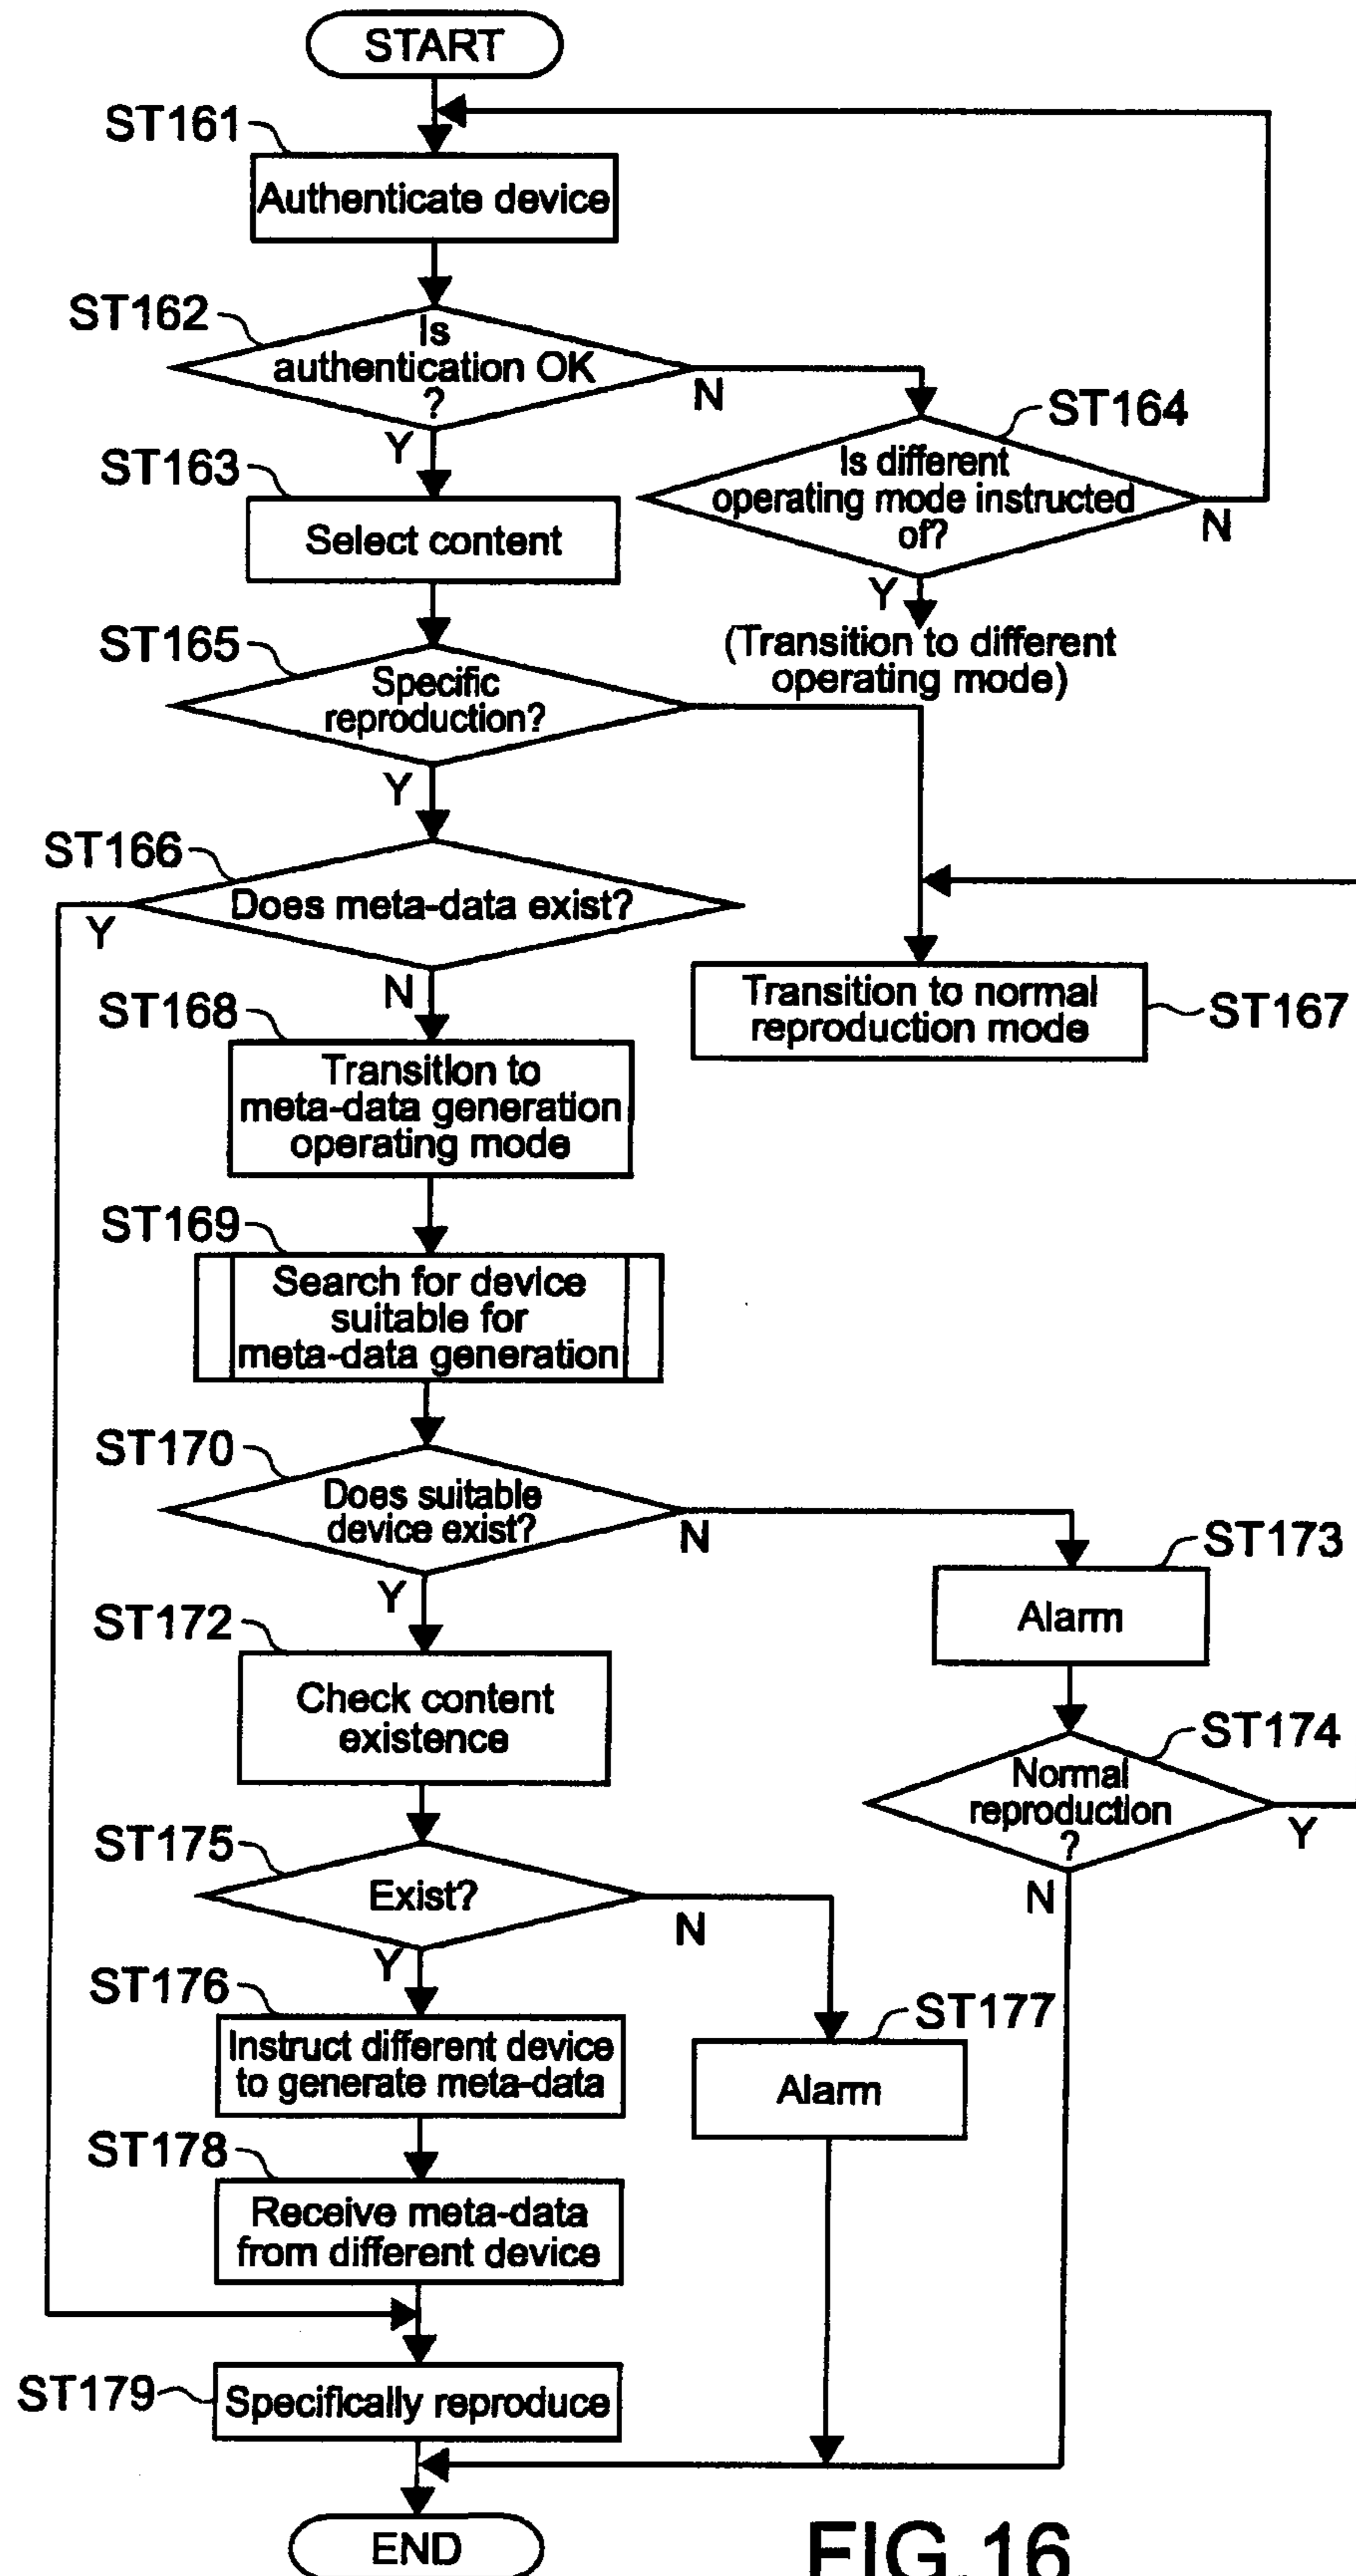 START
ST161
Authenticate device
ST162
Is
authentication OK
?
N
Y
ST164
Is different
operating mode instructed
of?
N
Y
(Transition to different
operating mode)
ST163
Select content
ST165
Specific
reproduction?
Y
ST166
Does meta-data exist?
Y
N
Transition to normal
reproduction mode
ST167
ST168
Transition to
meta-data generation
operating mode
ST169
Search for device
suitable for
meta-data generation
ST170
Does suitable
device exist?
N
Y
ST173
Alarm
ST172
Check content
existence
ST174
Normal
reproduction
?
Y
N
ST175
Exist?
N
Y
ST176
Instruct different device
to generate meta-data
ST177
Alarm
ST178
Receive meta-data
from different device
ST179
Specifically reproduce
END
FIG.16